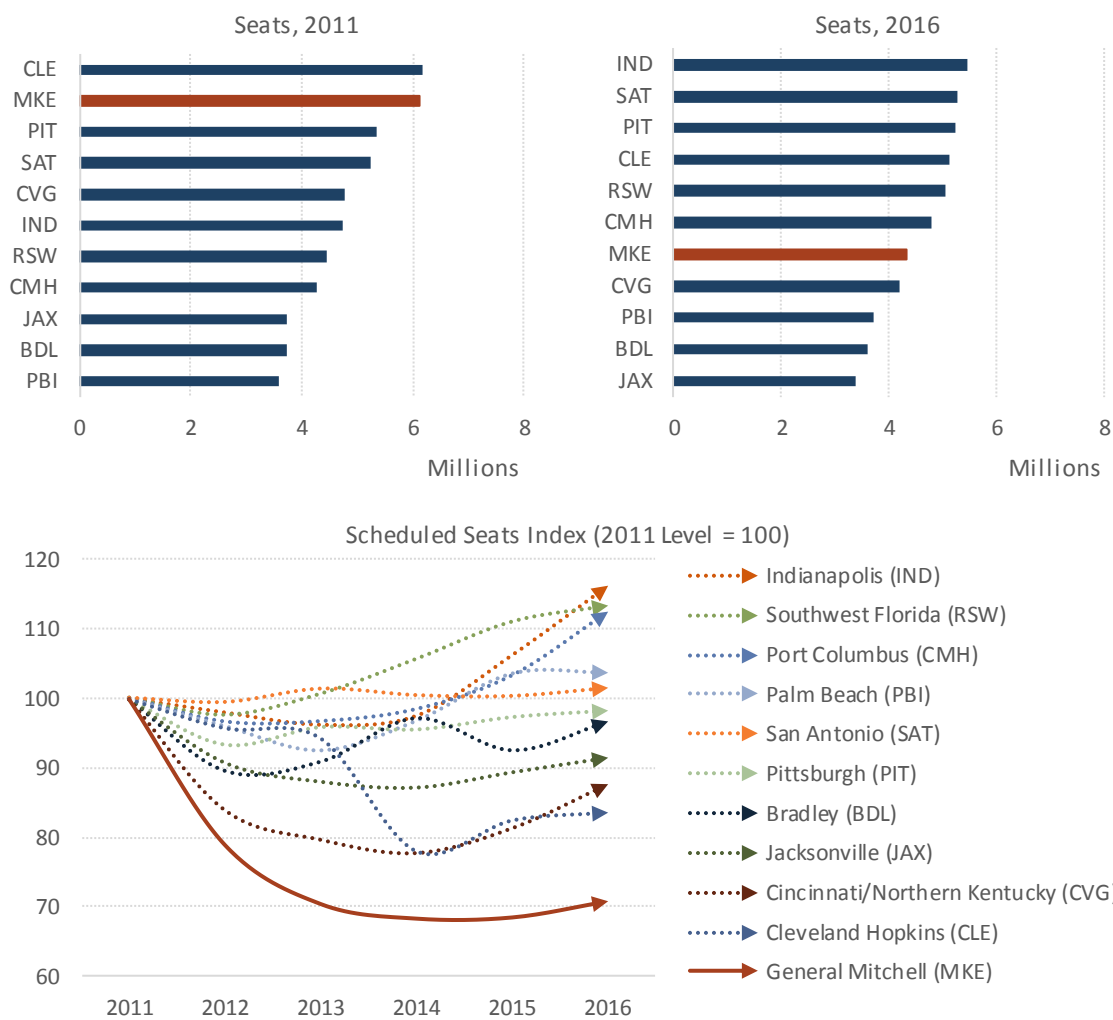 Seats, 2011
CLE
MKE
PIT
SAT
CVG
IND
RSW
CMH
JAX
BDL
PBI
0 2 4 6 8
Millions
Seats, 2016
IND
SAT
PIT
CLE
RSW
CMH
MKE
CVG
PBI
BDL
JAX
0 2 4 6 8
Millions
Scheduled Seats Index (2011 Level = 100)
120
110
100
90
80
70
60
2011 2012 2013 2014 2015 2016
Indianapolis (IND)
Southwest Florida (RSW)
Port Columbus (CMH)
Palm Beach (PBI)
San Antonio (SAT)
Pittsburgh (PIT)
Bradley (BDL)
Jacksonville (JAX)
Cincinnati/Northern Kentucky (CVG)
Cleveland Hopkins (CLE)
General Mitchell (MKE)